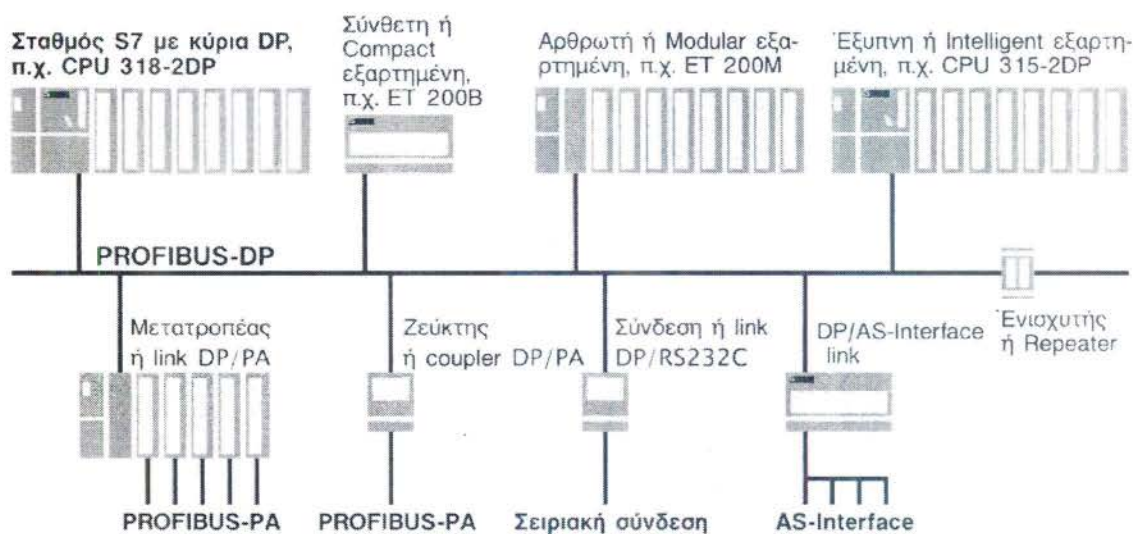 Σταθμός S7 με κύρια DP,
π.χ. CPU 318-2DP
Σύνθετη ή
Compact
εξαρτημένη,
π.χ. ET 200B
Αρθρωτή ή Modular εξα-
ρτημένη, π.χ. ET 200M
Έξυπνη ή Intelligent εξαρτη-
μένη, π.χ. CPU 315-2DP
PROFIBUS-DP
Μετατροπέας
ή link DP/PA
Ζεύκτης
ή coupler DP/PA
Σύνδεση ή link
DP/RS232C
DP/AS-Interface
link
Ένισχυτής
ή Repeater
PROFIBUS-PA
PROFIBUS-PA
Σειριακή σύνδεση
AS-Interface